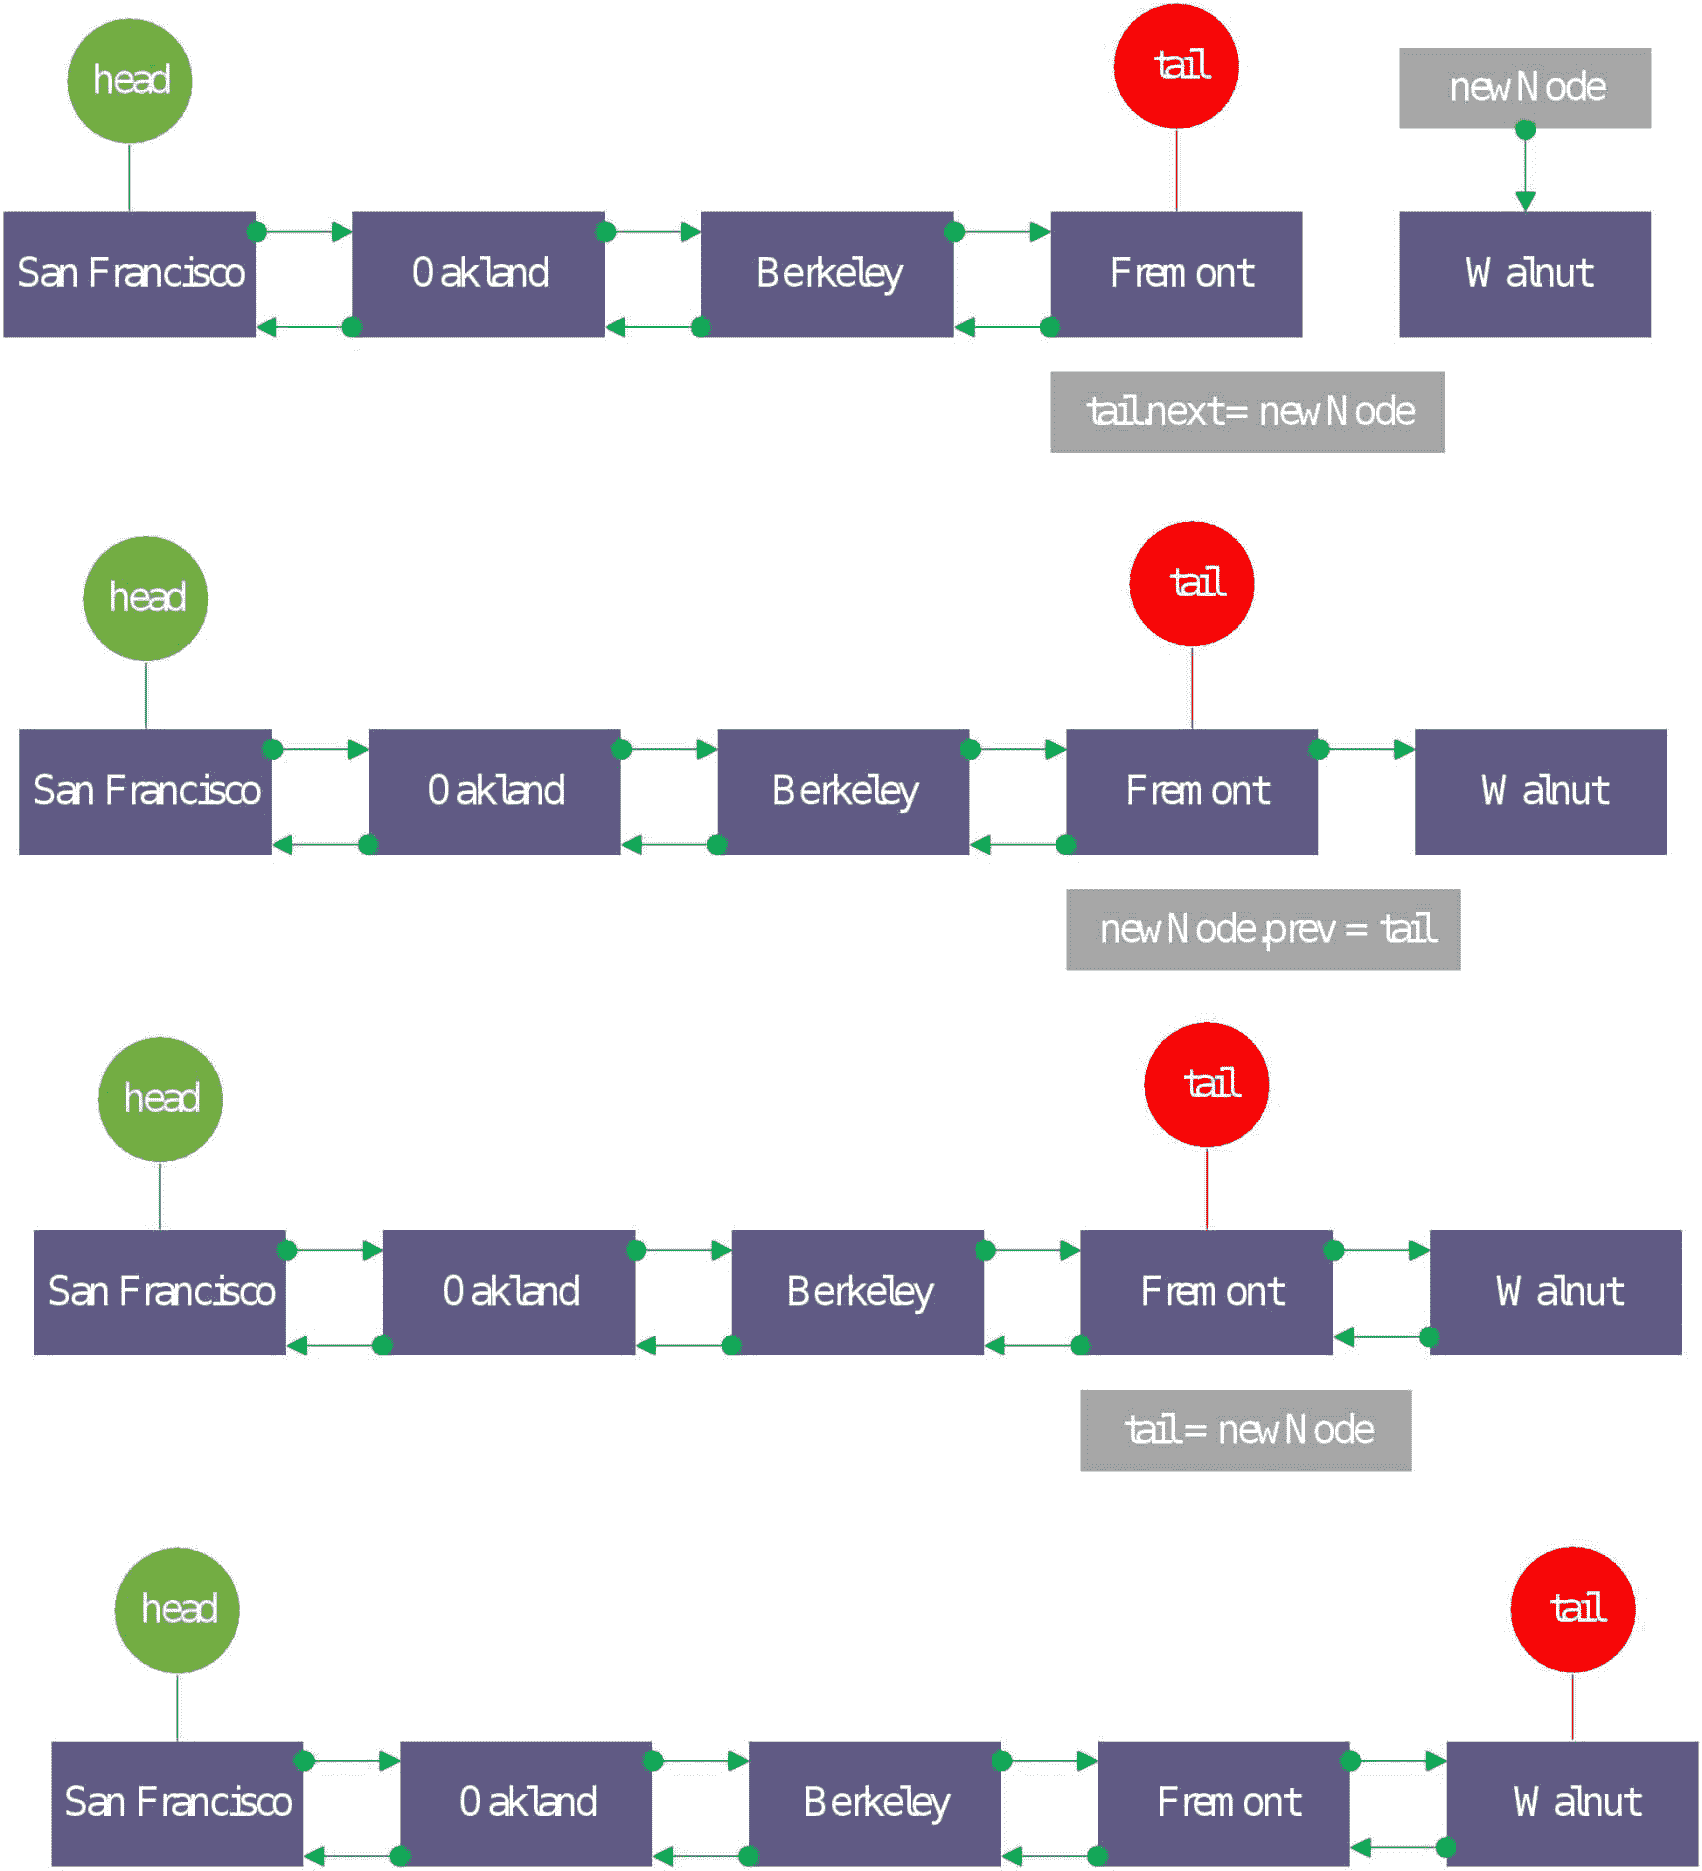 head
tail
newNode
San Francisco
Oakland
Berkeley
Fremont
Walnut
tail.next = newNode
head
tail
San Francisco
Oakland
Berkeley
Fremont
Walnut
newNode.prev = tail
head
tail
San Francisco
Oakland
Berkeley
Fremont
Walnut
tail = newNode
head
tail
San Francisco
Oakland
Berkeley
Fremont
Walnut